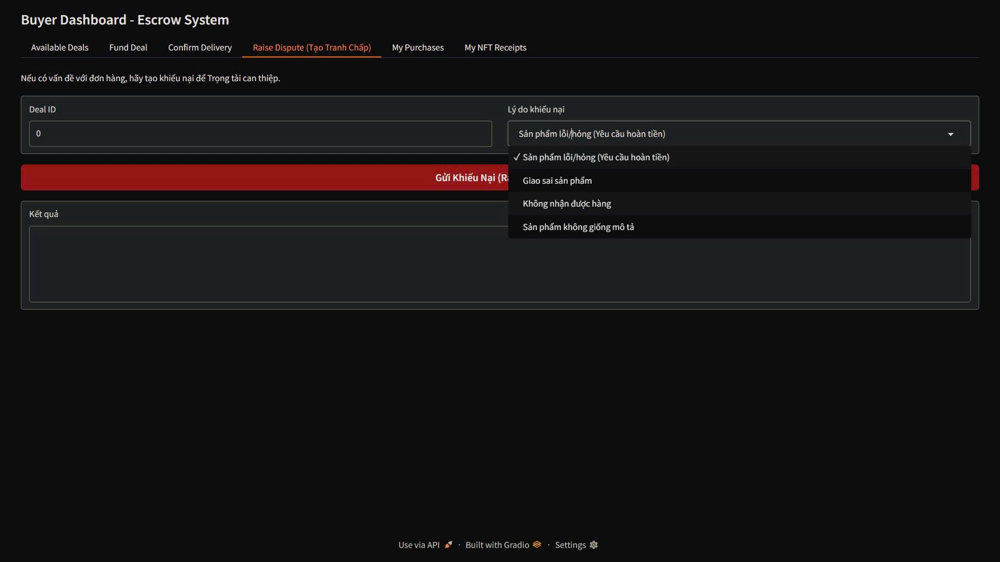 Buyer Dashboard - Escrow System
Available Deals Fund Deal Confirm Delivery Raise Dispute (Tạo Tranh Chấp) My Purchases My NFT Receipts
Nếu có vấn đề với đơn hàng, hãy tạo khiếu nại để Trọng tài can thiệp.
Deal ID
0
Lý do khiếu nại
Sản phẩm lỗi/hỏng (Yêu cầu hoàn tiền)
✓ Sản phẩm lỗi/hỏng (Yêu cầu hoàn tiền)
Giao sai sản phẩm
Không nhận được hàng
Sản phẩm không giống mô tả
Gửi Khiếu Nại (Ra
Kết quả
Use via API · Built with Gradio · Settings